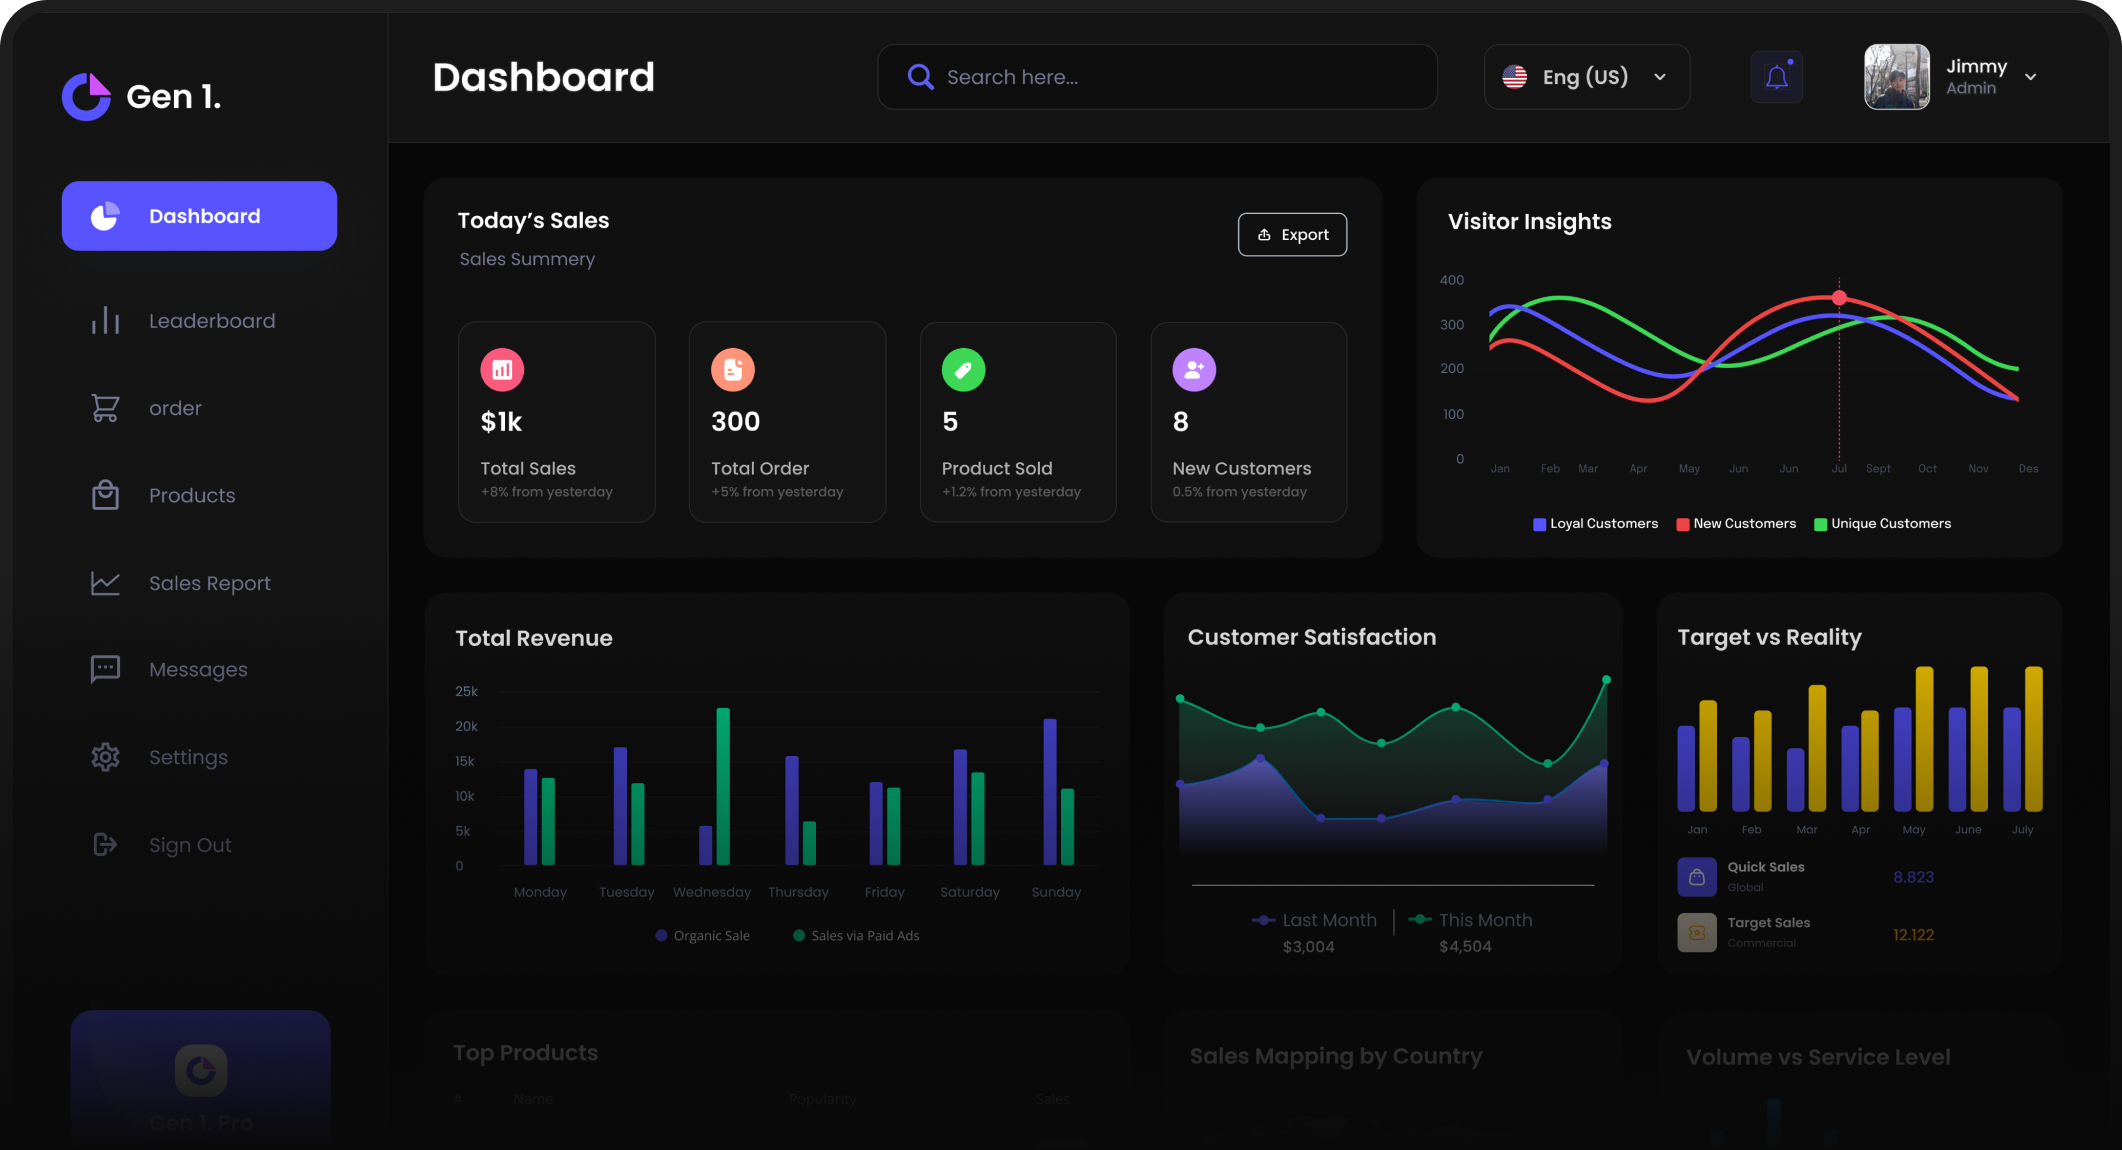 Gen 1.
Dashboard
Leaderboard
order
Products
Sales Report
Messages
Settings
Sign Out
Gen 1. Pro
Dashboard
Search here...
Eng (US)
Jimmy
Admin
Today’s Sales
Sales Summery
Export
$1k
Total Sales
+8% from yesterday
300
Total Order
+5% from yesterday
5
Product Sold
+1.2% from yesterday
8
New Customers
0.5% from yesterday
Visitor Insights
400
300
200
100
0
Jan Feb Mar Apr May Jun Jun Jul Sept Oct Nov Des
Loyal Customers New Customers Unique Customers
Total Revenue
25k
20k
15k
10k
5k
0
Monday Tuesday Wednesday Thursday Friday Saturday Sunday
Organic Sale Sales via Paid Ads
Customer Satisfaction
Last Month This Month
$3,004 $4,504
Target vs Reality
Jan Feb Mar Apr May June July
Quick Sales
Global
8.823
Target Sales
Commercial
12.122
Top Products
# Name Popularity Sales
Sales Mapping by Country
Volume vs Service Level